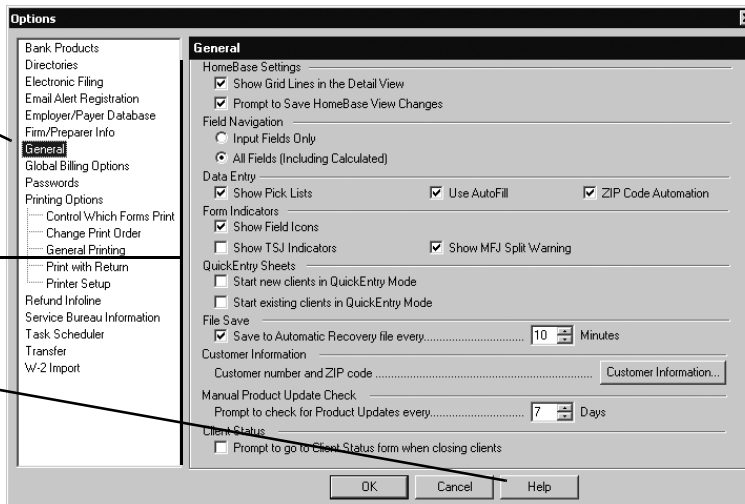 Options
Bank Products
Directories
Electronic Filing
Email Alert Registration
Employer/Payer Database
Firm/Preparer Info
General
Global Billing Options
Passwords
Printing Options
Control Which Forms Print
Change Print Order
General Printing
Print with Return
Printer Setup
Refund Infoline
Service Bureau Information
Task Scheduler
Transfer
W-2 Import
General
HomeBase Settings
Show Grid Lines in the Detail View
Prompt to Save HomeBase View Changes
Field Navigation
Input Fields Only
All Fields (Including Calculated)
Data Entry
Show Pick Lists Use AutoFill ZIP Code Automation
Form Indicators
Show Field Icons
Show TSJ Indicators Show MFJ Split Warning
QuickEntry Sheets
Start new clients in QuickEntry Mode
Start existing clients in QuickEntry Mode
File Save
Save to Automatic Recovery file every.............................. 10 Minutes
Customer Information
Customer number and ZIP code .......................................................... Customer Information...
Manual Product Update Check
Prompt to check for Product Updates every........................ 7 Days
Client Status
Prompt to go to Client Status form when closing clients
OK Cancel Help